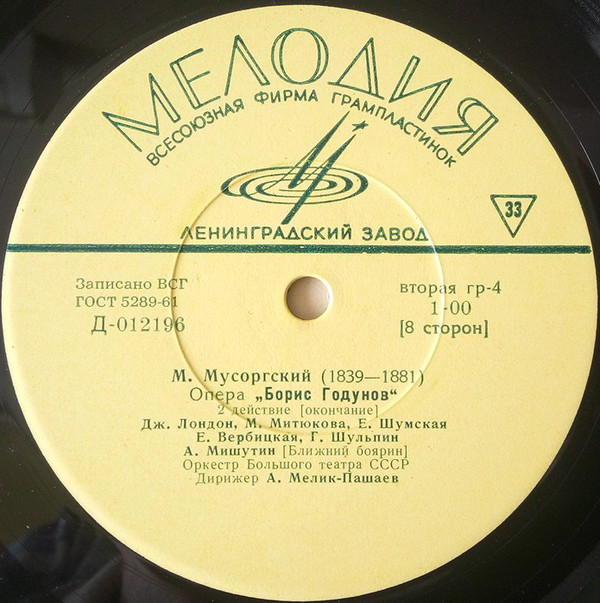 МЕЛОДИЯ
ВСЕСОЮЗНАЯ ФИРМА ГРАМПЛАСТИНОК
33
ЛЕНИНГРАДСКИЙ ЗАВОД
Записано ВСГ
ГОСТ 5289-61
Д-012196
вторая гр-4
1-00
[8 сторон]
М. Мусоргский (1839—1881)
Опера „Борис Годунов“
2 действие [окончание]
Дж. Лондон, М. Митюкова, Е. Шумская
Е. Вербицкая, Г. Шульпин
А. Мишутин [Ближний боярин]
Оркестр Большого театра СССР
Дирижер А. Мелик-Пашаев